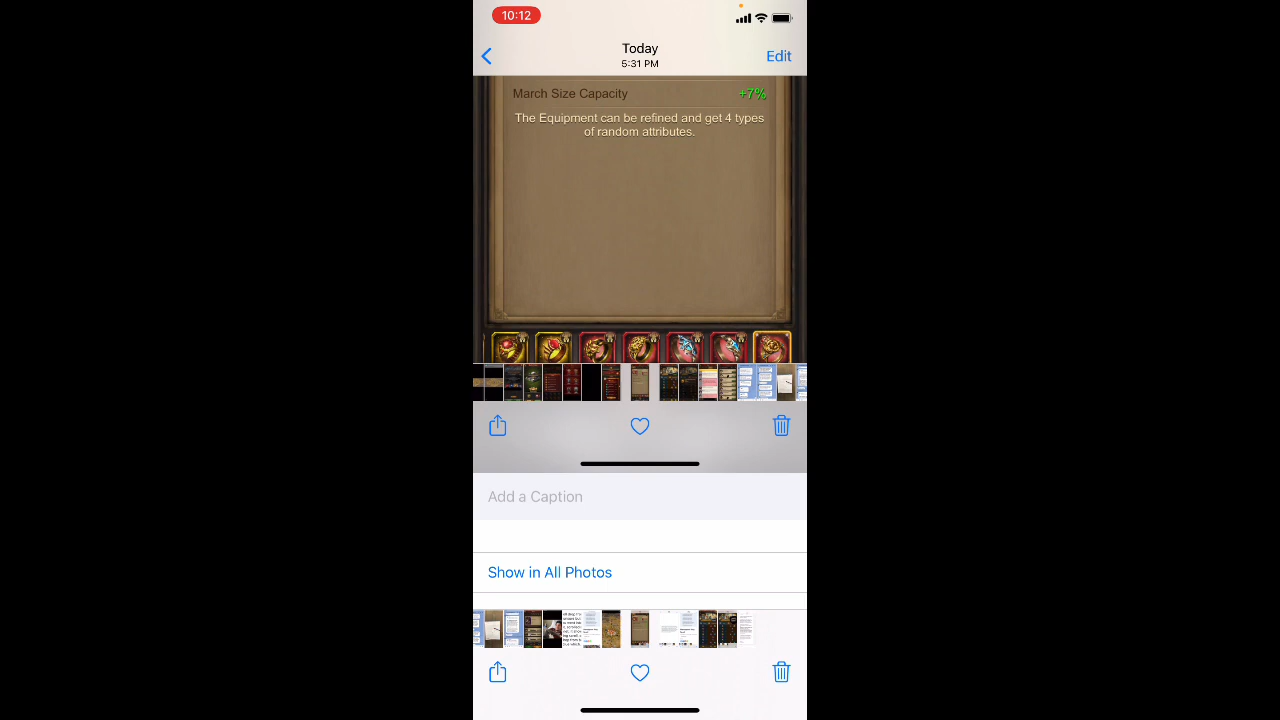 10:12
Today
5:31 PM
Edit
March Size Capacity +7%
The Equipment can be refined and get 4 types
of random attributes.
Add a Caption
Show in All Photos